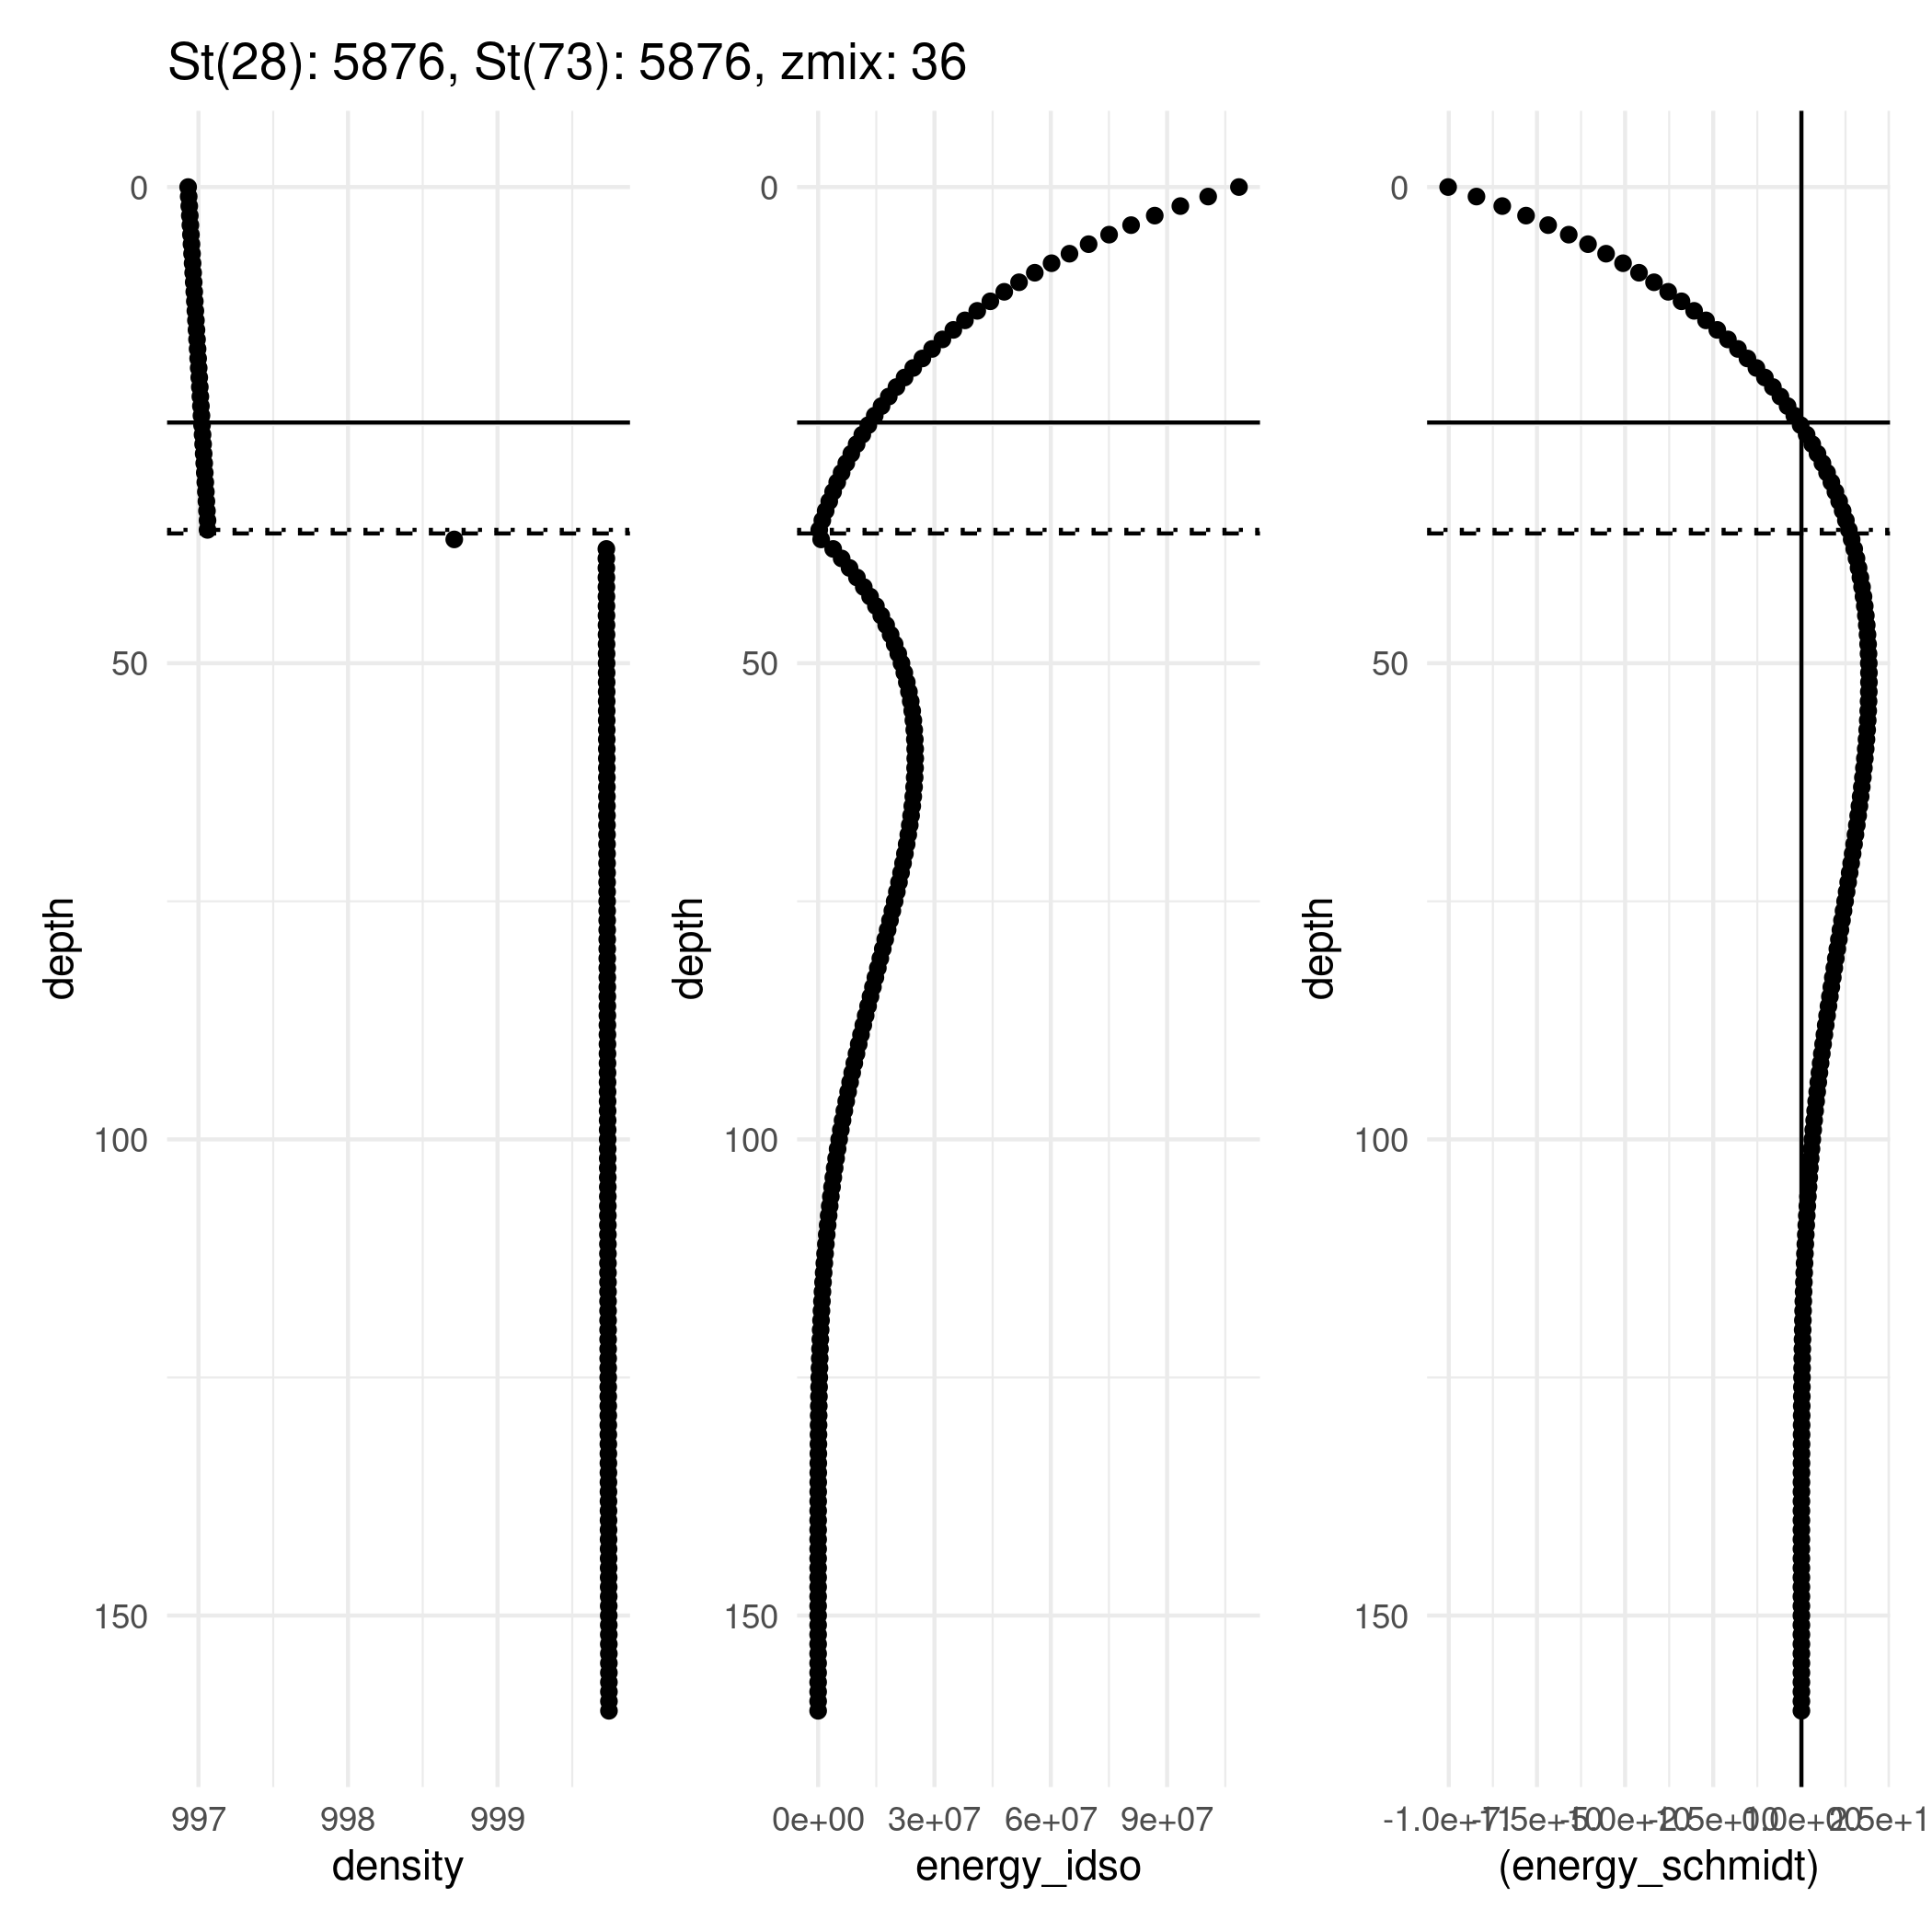 St(28): 5876, St(73): 5876, zmix: 36
0
50
100
150
depth
997 998 999
density
0
50
100
150
depth
0e+00 3e+07 6e+07 9e+07
energy_idso
0
50
100
150
depth
(energy_schmidt)